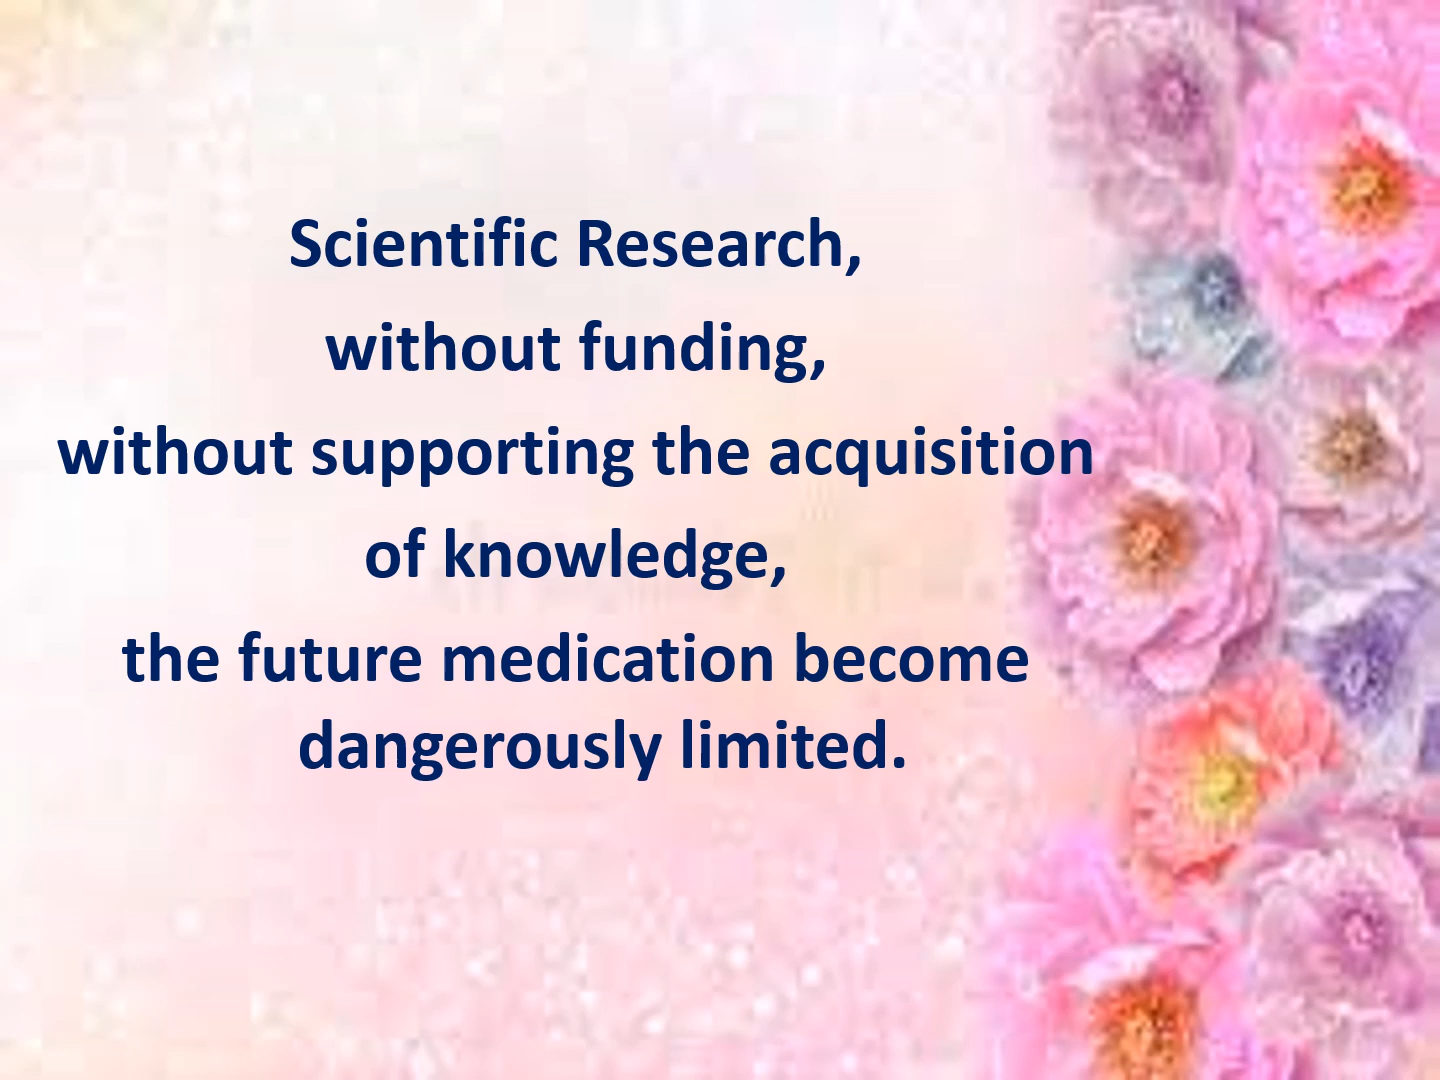 Scientific Research,
without funding,
without supporting the acquisition
of knowledge,
the future medication become
dangerously limited.